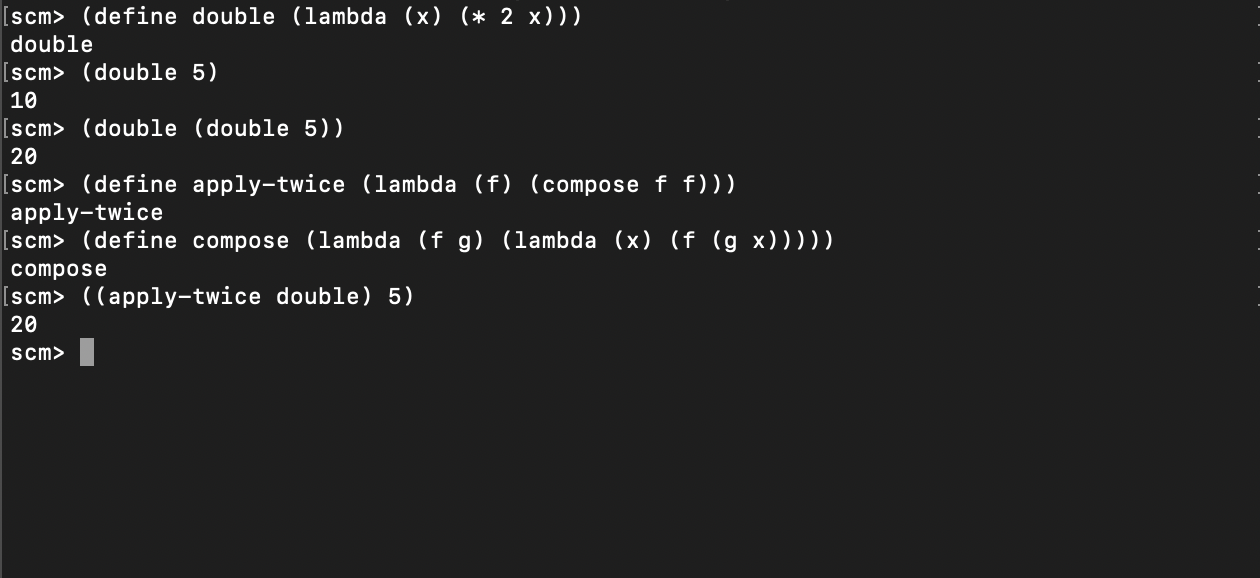 [scm> (define double (lambda (x) (* 2 x)))
double
[scm> (double 5)
10
[scm> (double (double 5))
20
[scm> (define apply-twice (lambda (f) (compose f f)))
apply-twice
[scm> (define compose (lambda (f g) (lambda (x) (f (g x)))))
compose
[scm> ((apply-twice double) 5)
20
scm>